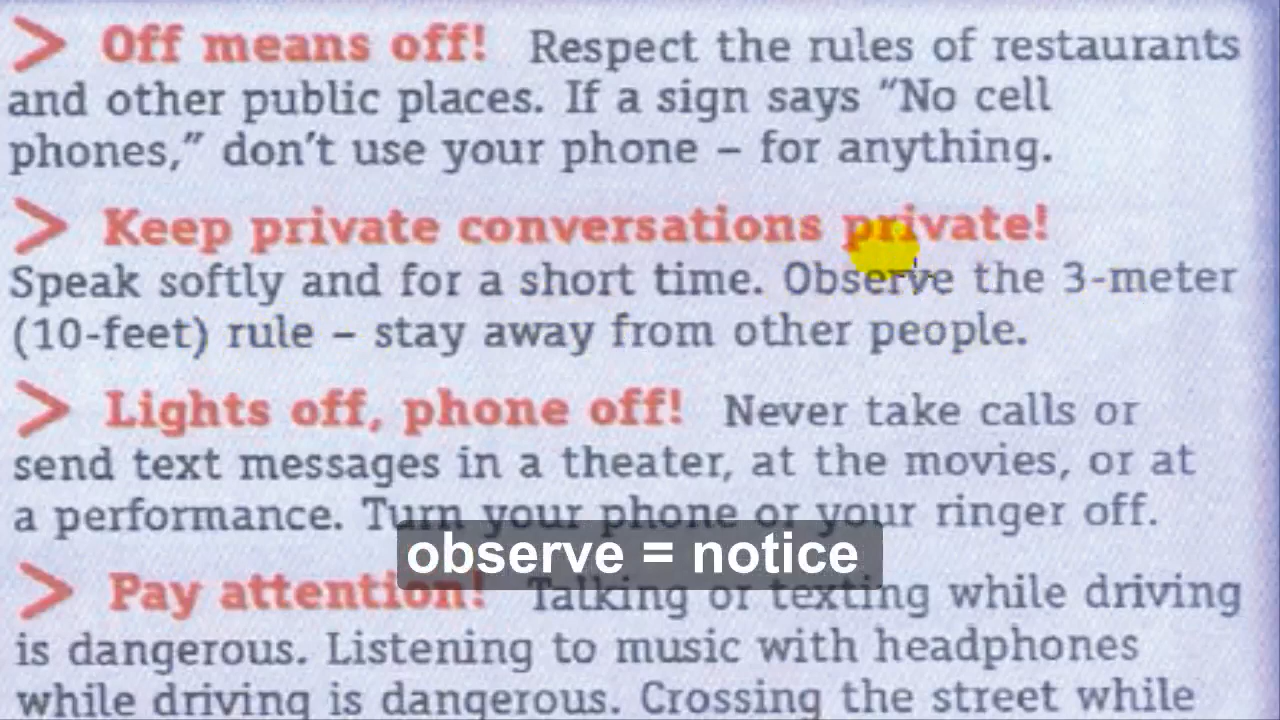 > Off means off! Respect the rules of restaurants
and other public places. If a sign says “No cell
phones,” don’t use your phone – for anything.
> Keep private conversations private!
Speak softly and for a short time. Observe the 3-meter
(10-feet) rule – stay away from other people.
> Lights off, phone off! Never take calls or
send text messages in a theater, at the movies, or at
a performance. Turn your phone or your ringer off.
observe = notice
> Pay attention! Talking or texting while driving
is dangerous. Listening to music with headphones
while driving is dangerous. Crossing the street while